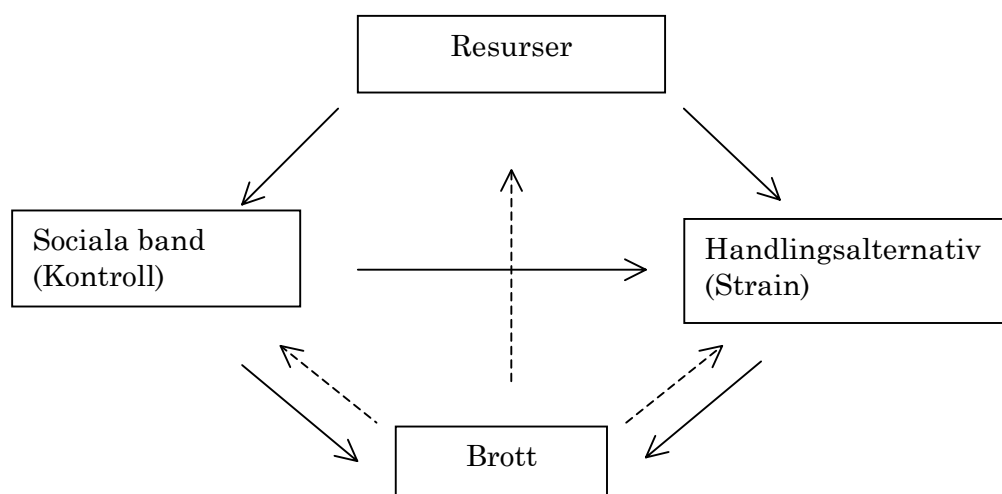 Resurser
Sociala band
(Kontroll)
Handlingsalternativ
(Strain)
Brott